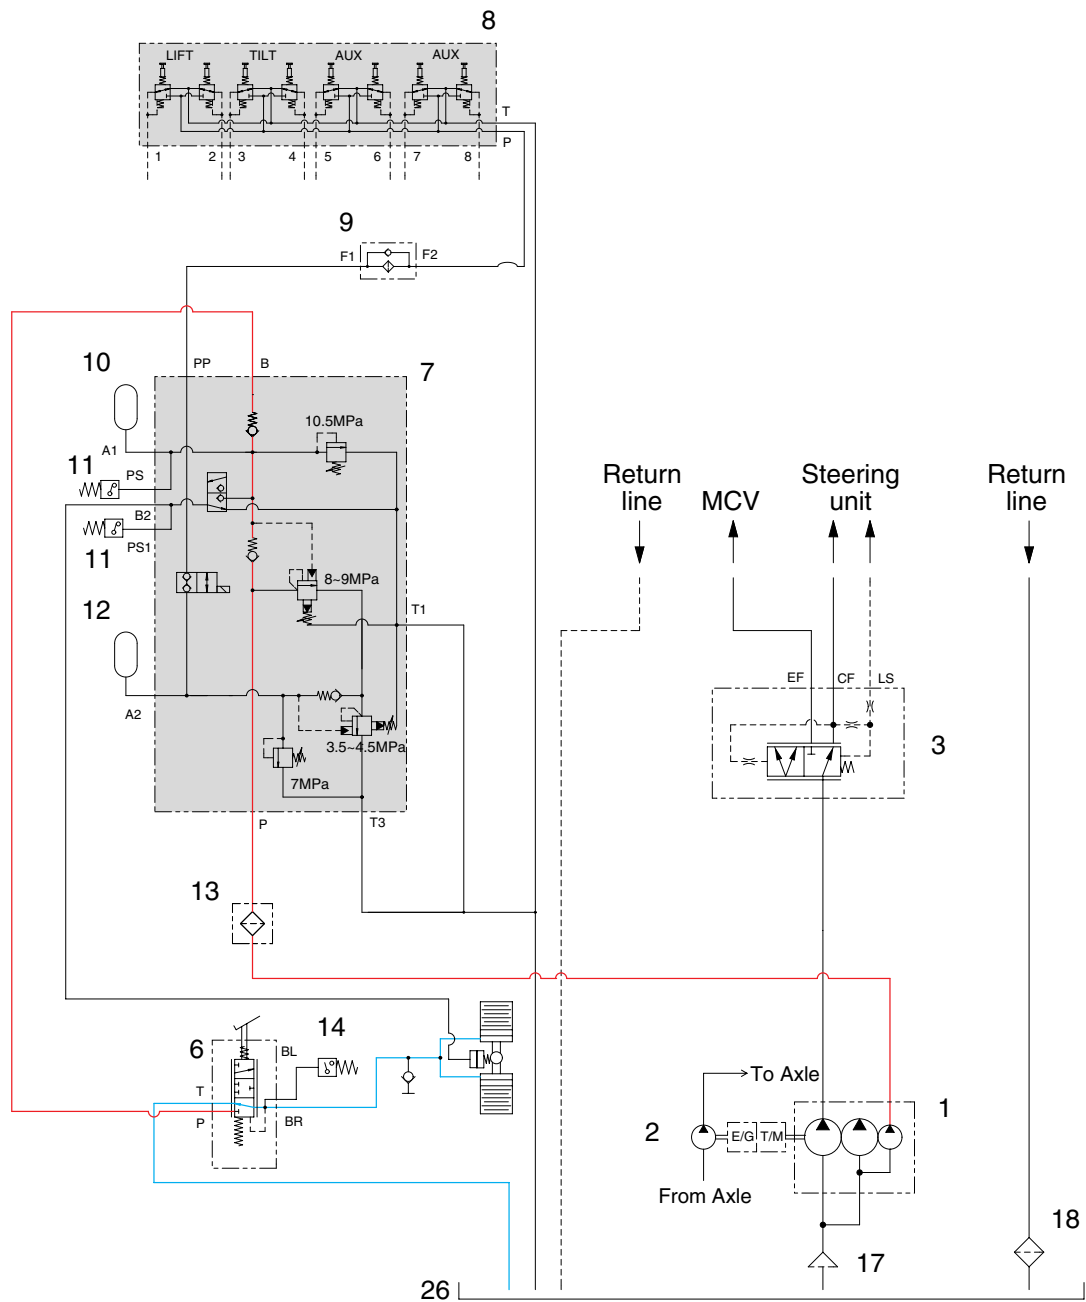 8
LIFT TILT AUX AUX
T
P
1 2 3 4 5 6 7 8
9
F1 F2
10 PP B 7
10.5MPa
A1
11 PS
B2
PS1
11
8~9MPa
12
T1
A2
3.5~4.5MPa
7MPa
P T3
13
Return
line
MCV
Steering
unit
Return
line
EF CF LS
3
6 BL 14
T
P BR
To Axle
1
2 E/G T/M
From Axle
17
18
26